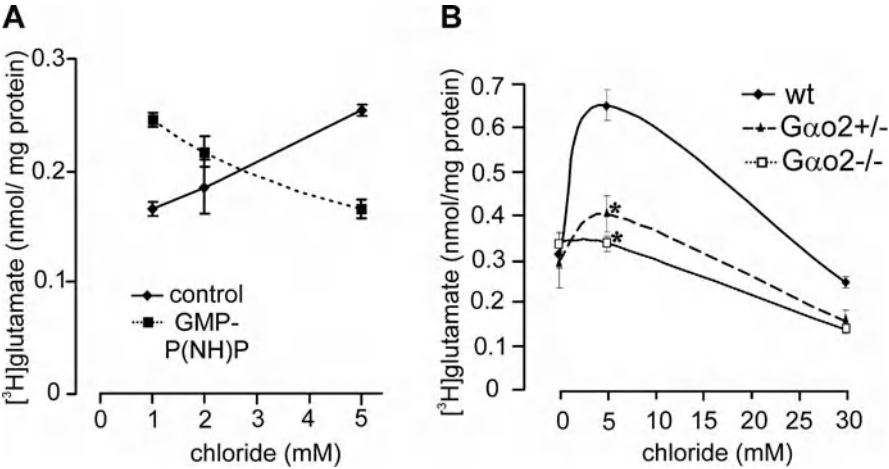 A
[³H]glutamate (nmol/ mg protein)
0.3
0.2
0.1
0
control
GMP-
P(NH)P
0 1 2 3 4 5
chloride (mM)
B
[³H]glutamate (nmol/mg protein)
0.7
0.6
0.5
0.4
0.3
0.2
0.1
0
wt
Gαo2+/-
Gαo2-/-
*
*
0 5 10 15 20 25 30
chloride (mM)